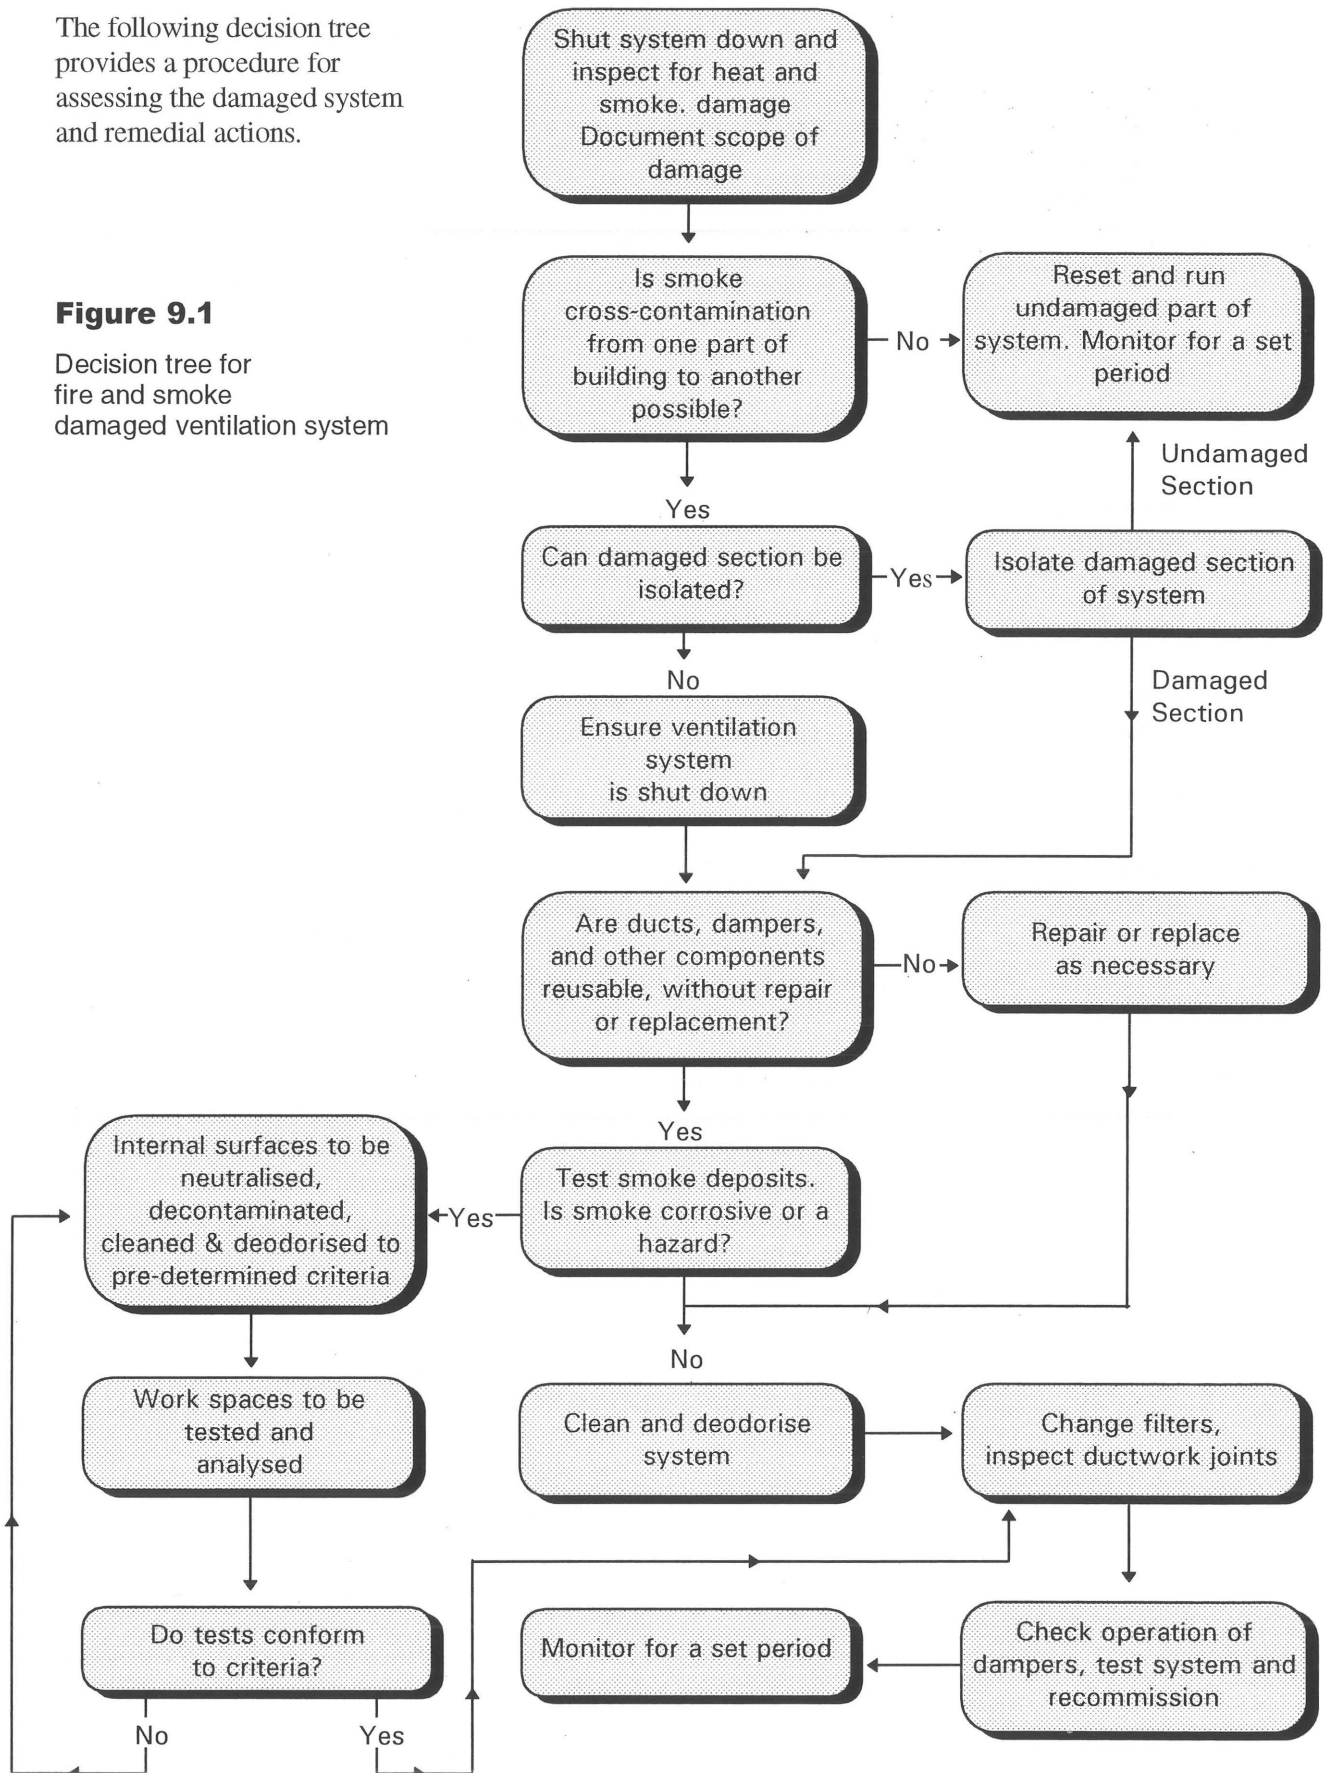 The following decision tree
provides a procedure for
assessing the damaged system
and remedial actions.
Shut system down and
inspect for heat and
smoke. damage
Document scope of
damage
Figure 9.1
Decision tree for
fire and smoke
damaged ventilation system
Is smoke
cross-contamination
from one part of
building to another
possible?
No
Reset and run
undamaged part of
system. Monitor for a set
period
Undamaged
Section
Yes
Can damaged section be
isolated?
Yes
Isolate damaged section
of system
No
Damaged
Section
Ensure ventilation
system
is shut down
Are ducts, dampers,
and other components
reusable, without repair
or replacement?
No
Repair or replace
as necessary
Yes
Internal surfaces to be
neutralised,
decontaminated,
cleaned & deodorised to
pre-determined criteria
Yes
Test smoke deposits.
Is smoke corrosive or a
hazard?
No
Work spaces to be
tested and
analysed
Clean and deodorise
system
Change filters,
inspect ductwork joints
Do tests conform
to criteria?
Monitor for a set period
Check operation of
dampers, test system and
recommission
No
Yes